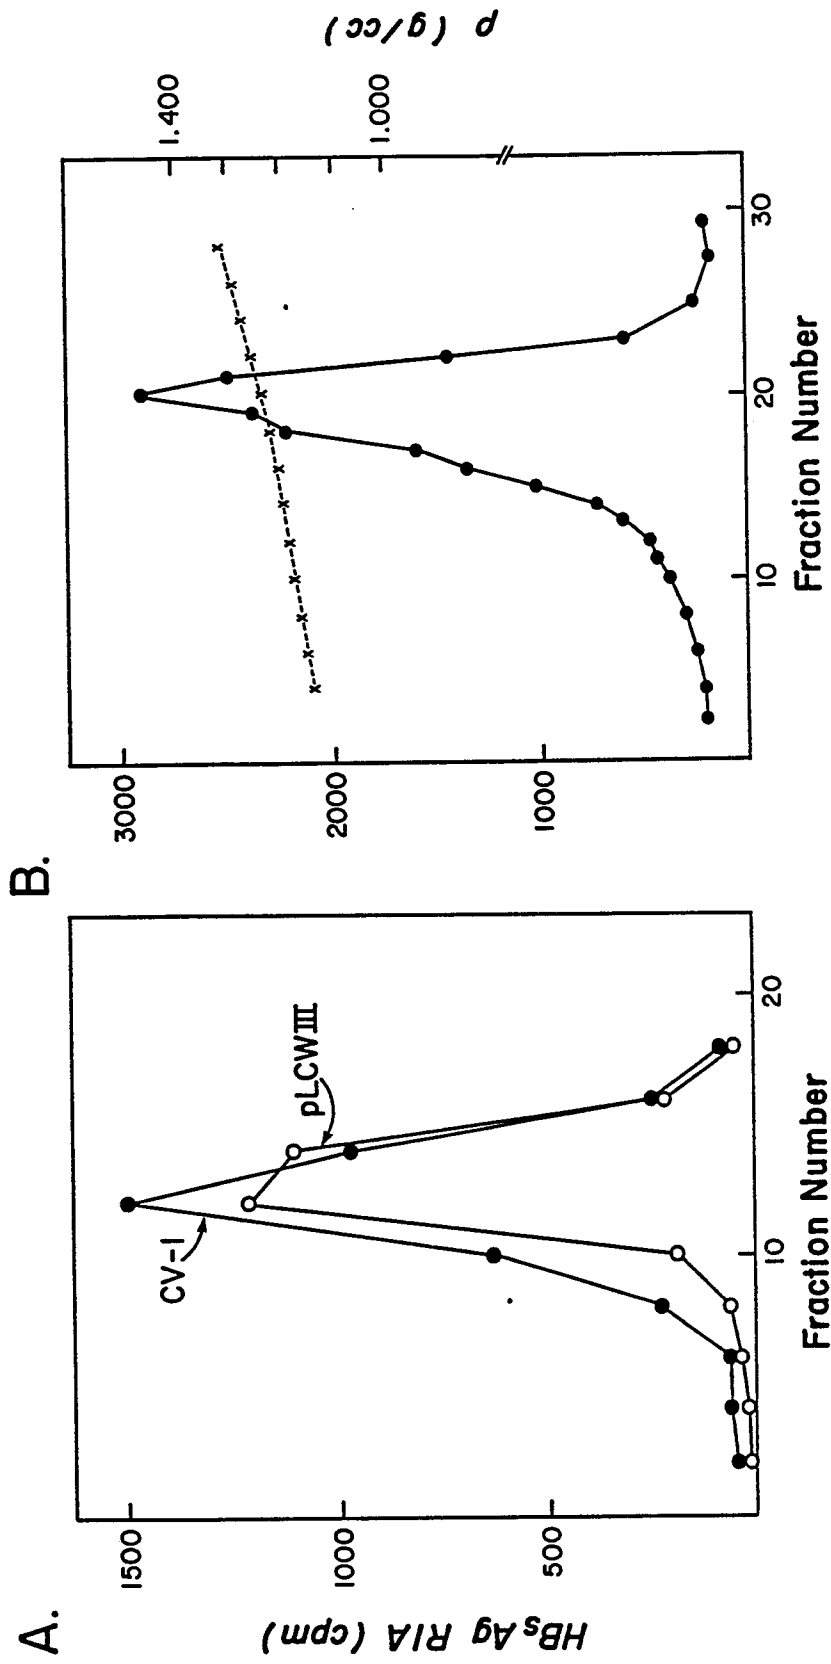 A.
HBsAg RIA (cpm)
1500
1000
500
CV-1
pLCWIII
10
20
Fraction Number
B.
3000
2000
1000
1.400
1.000
ρ (g/cc)
10
20
30
Fraction Number